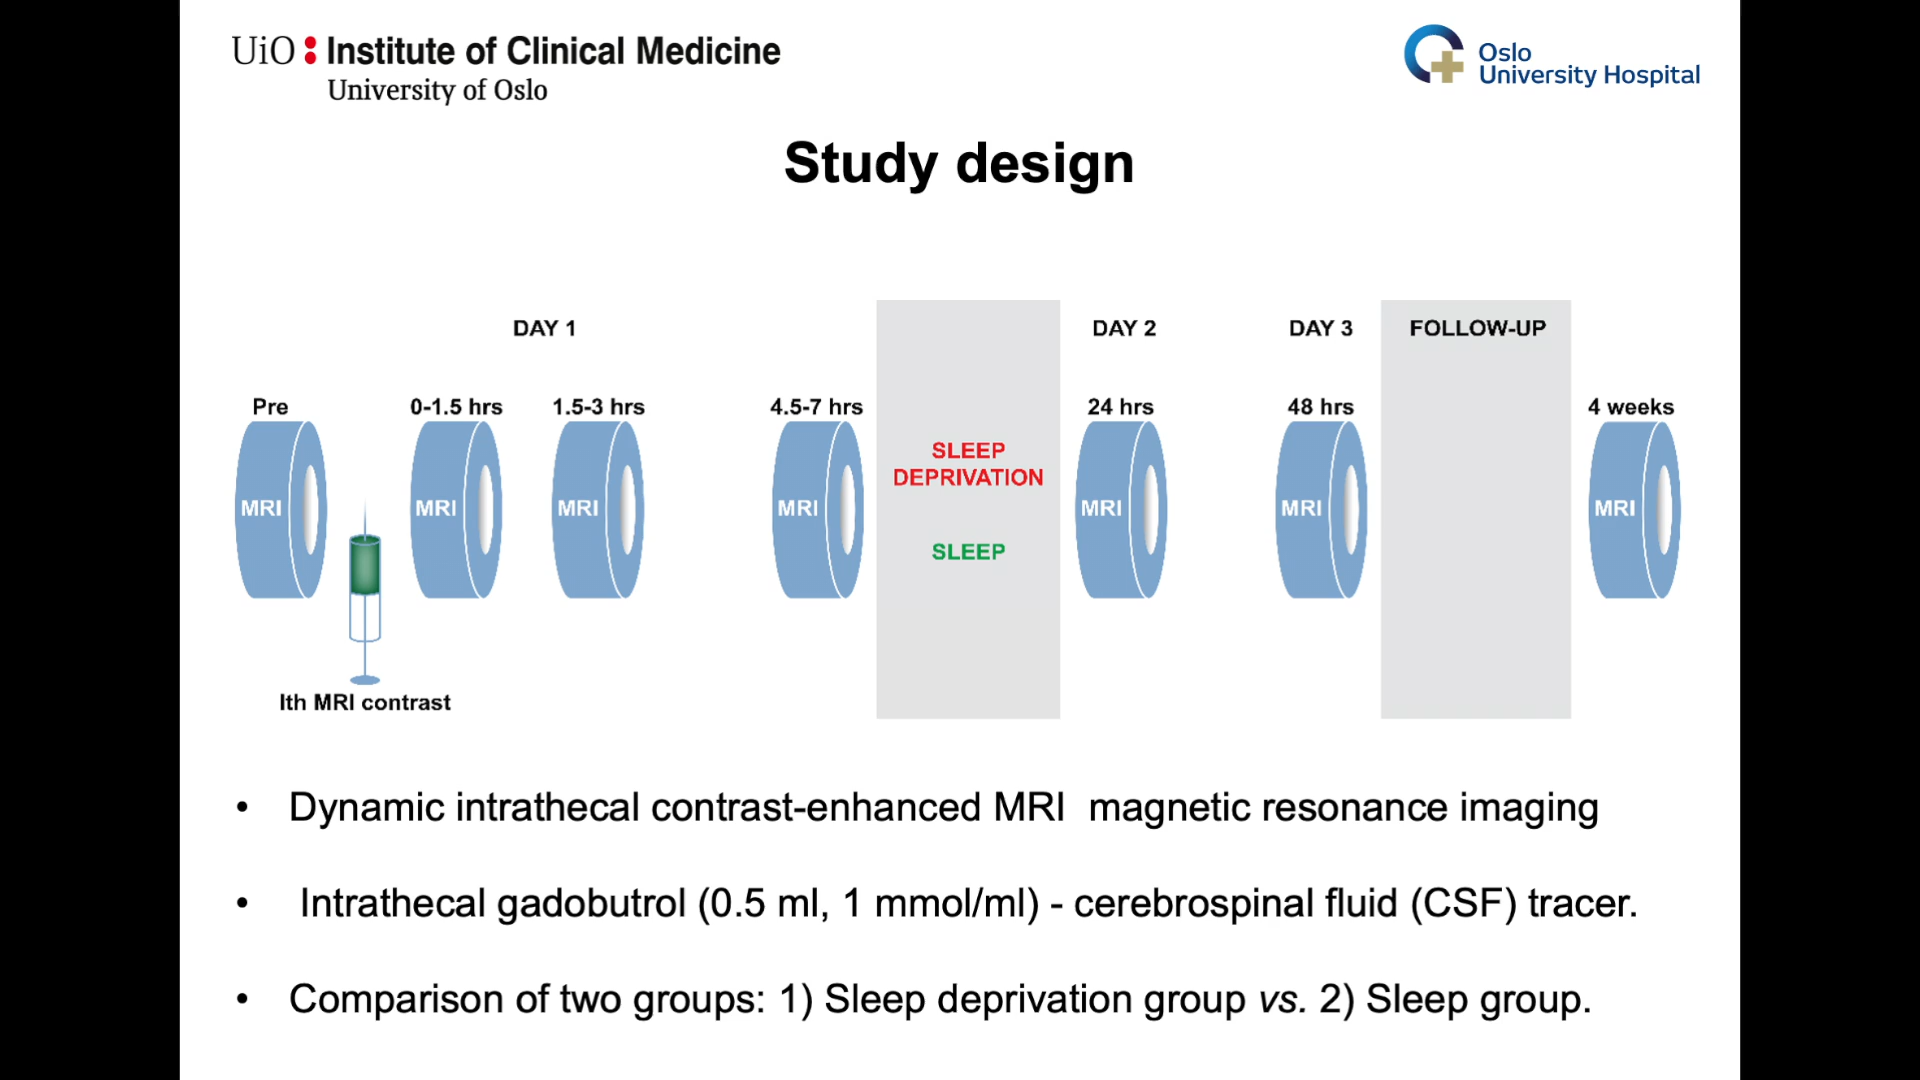 UiO : Institute of Clinical Medicine
University of Oslo
Oslo
University Hospital
Study design
DAY 1
DAY 2
DAY 3
FOLLOW-UP
Pre
0-1.5 hrs
1.5-3 hrs
4.5-7 hrs
24 hrs
48 hrs
4 weeks
SLEEP
DEPRIVATION
SLEEP
MRI
MRI
MRI
MRI
MRI
MRI
MRI
Ith MRI contrast
• Dynamic intrathecal contrast-enhanced MRI  magnetic resonance imaging
• Intrathecal gadobutrol (0.5 ml, 1 mmol/ml) - cerebrospinal fluid (CSF) tracer.
• Comparison of two groups: 1) Sleep deprivation group vs. 2) Sleep group.